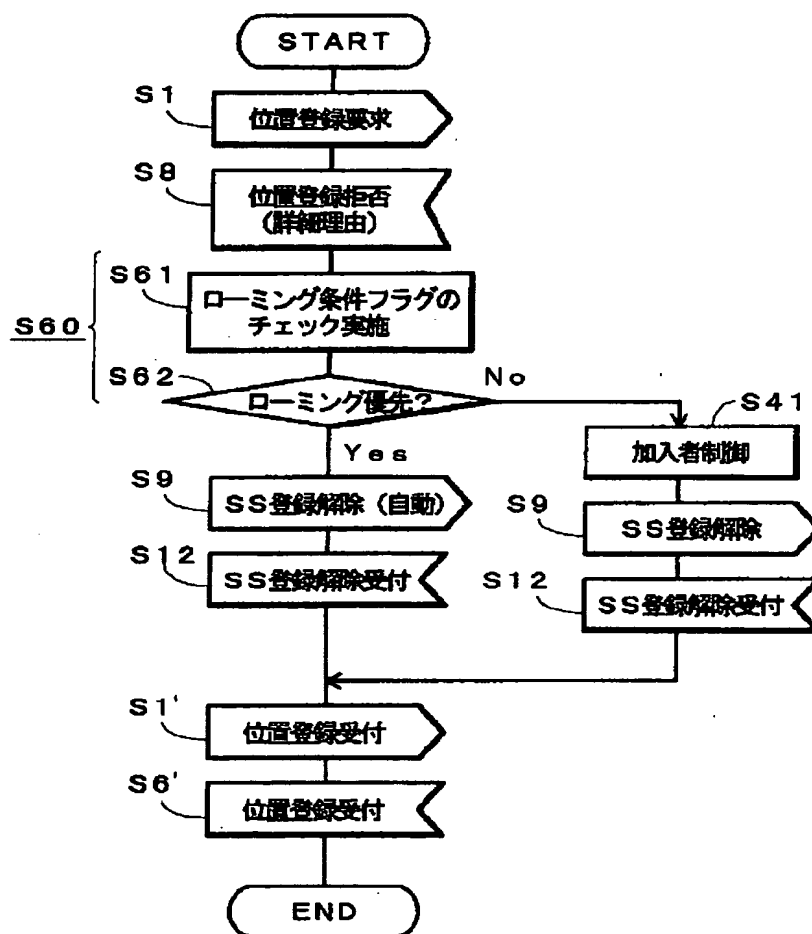 START
S1
位置登録要求
S8
位置登録拒否
(詳細理由)
S60
S61
ローミング条件フラグの
チェック実施
S62
ローミング優先?
No
Yes
S41
加入者制御
S9
SS登録解除(自動)
S9
SS登録解除
S12
SS登録解除受付
S12
SS登録解除受付
S1'
位置登録受付
S6'
位置登録受付
END